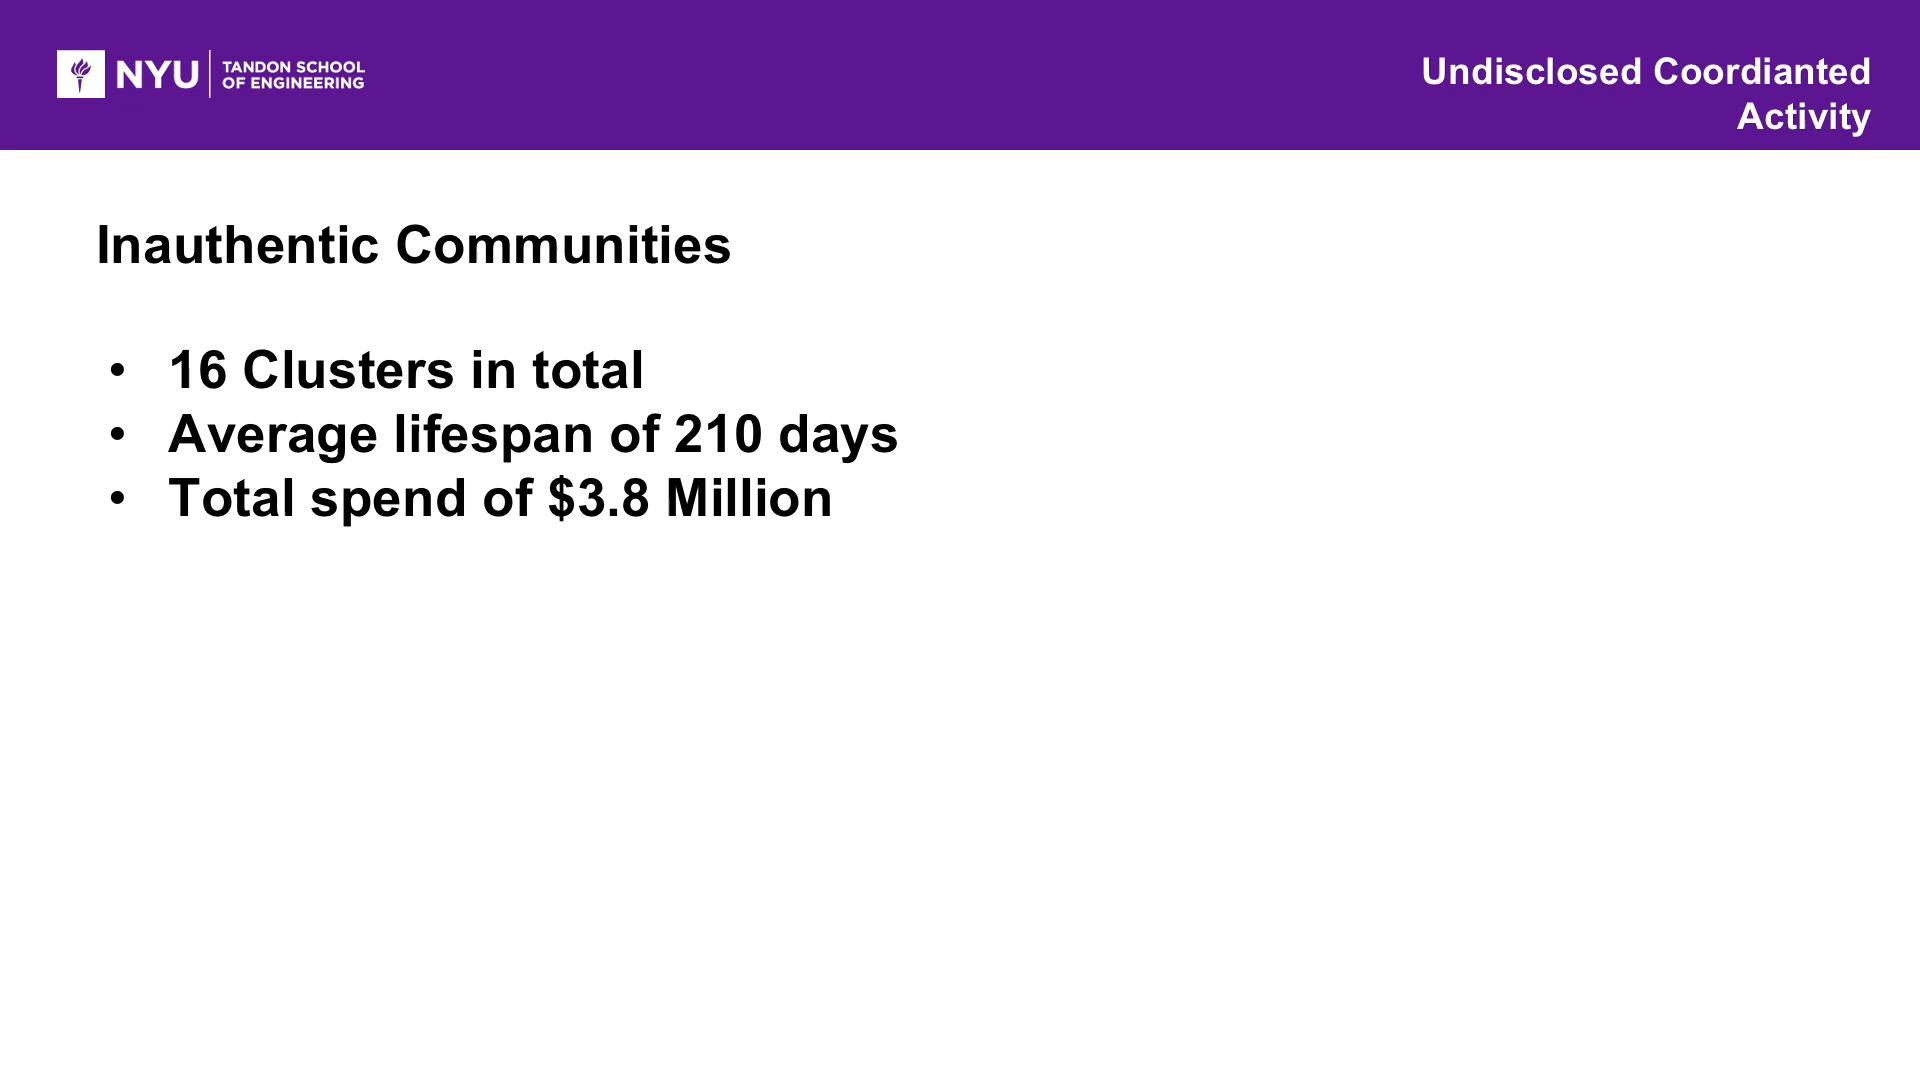 NYU
TANDON SCHOOL
OF ENGINEERING
Undisclosed Coordianted
Activity
Inauthentic Communities
• 16 Clusters in total
• Average lifespan of 210 days
• Total spend of $3.8 Million